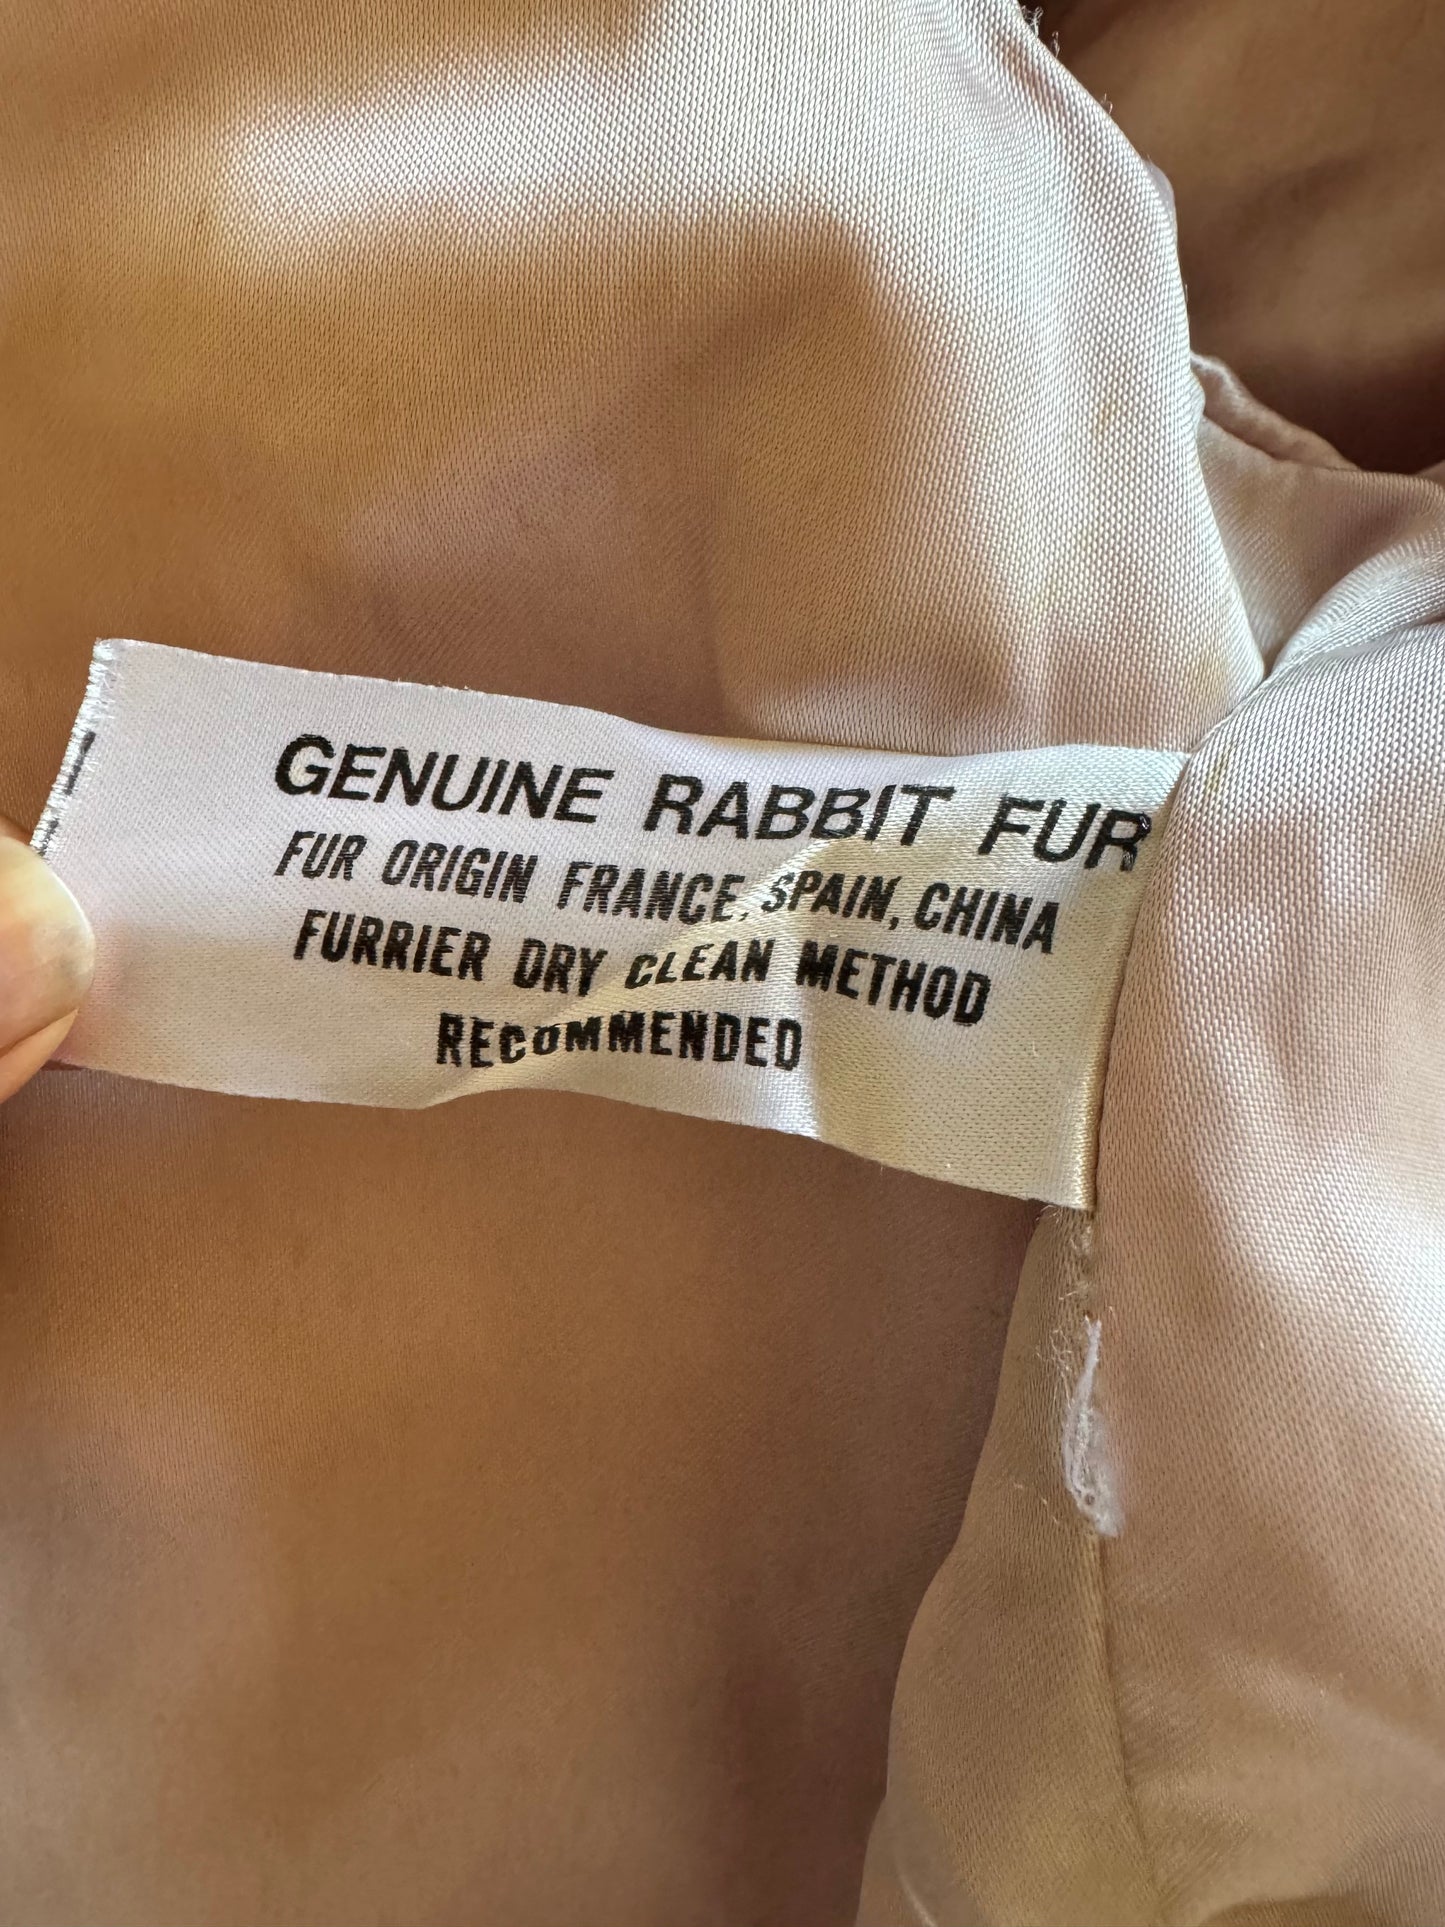 GENUINE RABBIT FUR
FUR ORIGIN FRANCE, SPAIN, CHINA
FURRIER DRY CLEAN METHOD
RECOMMENDED